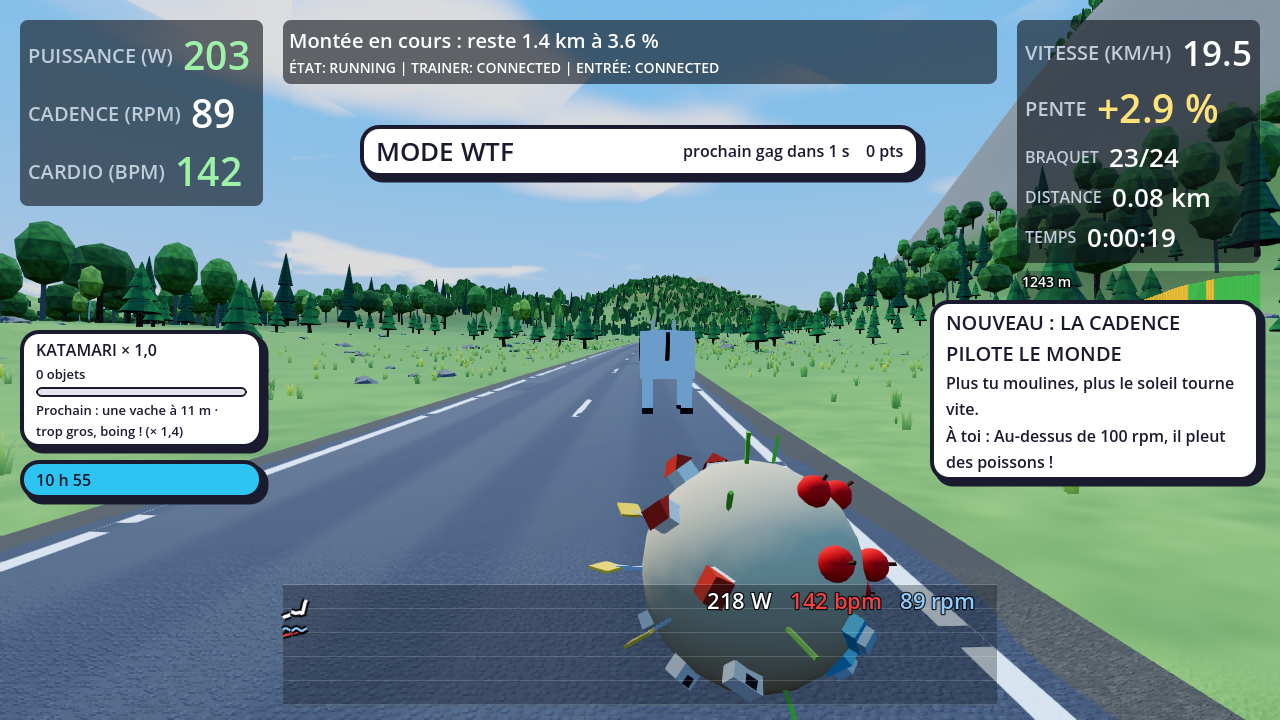 PUISSANCE (W) 203
CADENCE (RPM) 89
CARDIO (BPM) 142
Montée en cours : reste 1.4 km à 3.6 %
ÉTAT: RUNNING | TRAINER: CONNECTED | ENTRÉE: CONNECTED
MODE WTF prochain gag dans 1 s 0 pts
VITESSE (KM/H) 19.5
PENTE +2.9 %
BRAQUET 23/24
DISTANCE 0.08 km
TEMPS 0:00:19
1243 m
KATAMARI × 1,0
0 objets
Prochain : une vache à 11 m ·
trop gros, boing ! (× 1,4)
10 h 55
NOUVEAU : LA CADENCE
PILOTE LE MONDE
Plus tu moulines, plus le soleil tourne
vite.
À toi : Au-dessus de 100 rpm, il pleut
des poissons !
218 W 142 bpm 89 rpm